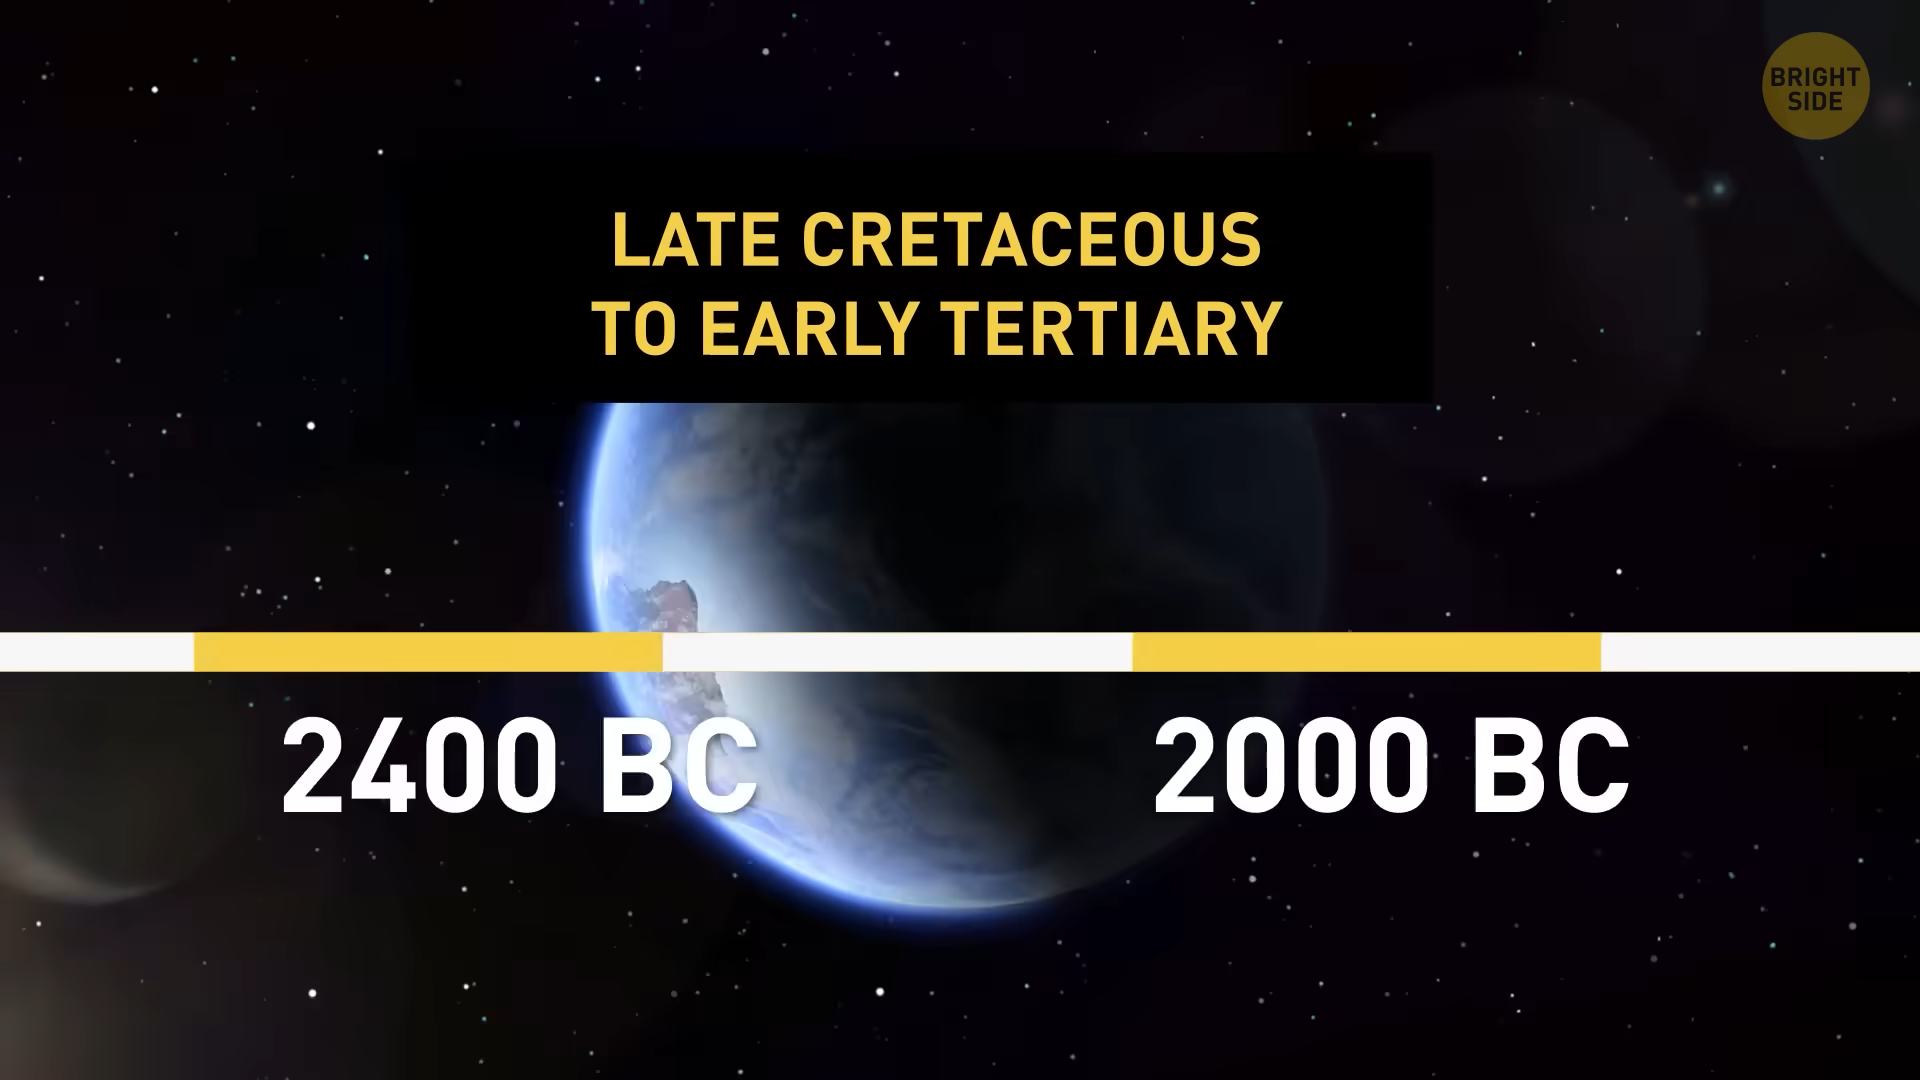 BRIGHT
SIDE
LATE CRETACEOUS
TO EARLY TERTIARY
2400 BC
2000 BC